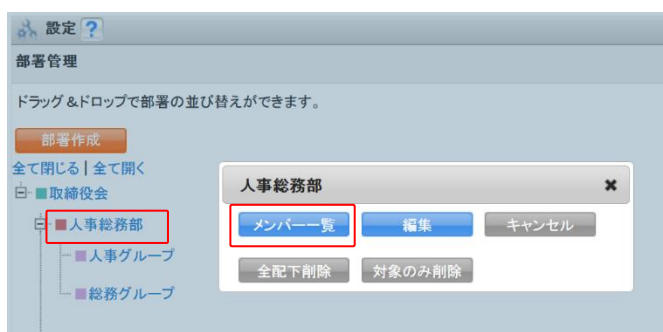 設定 ?
部署管理
ドラッグ&ドロップで部署の並び替えができます。
部署作成
全て閉じる | 全て開く
取締役会
人事総務部
人事グループ
総務グループ
人事総務部 ✖
メンバー一覧 編集 キャンセル
全配下削除 対象のみ削除